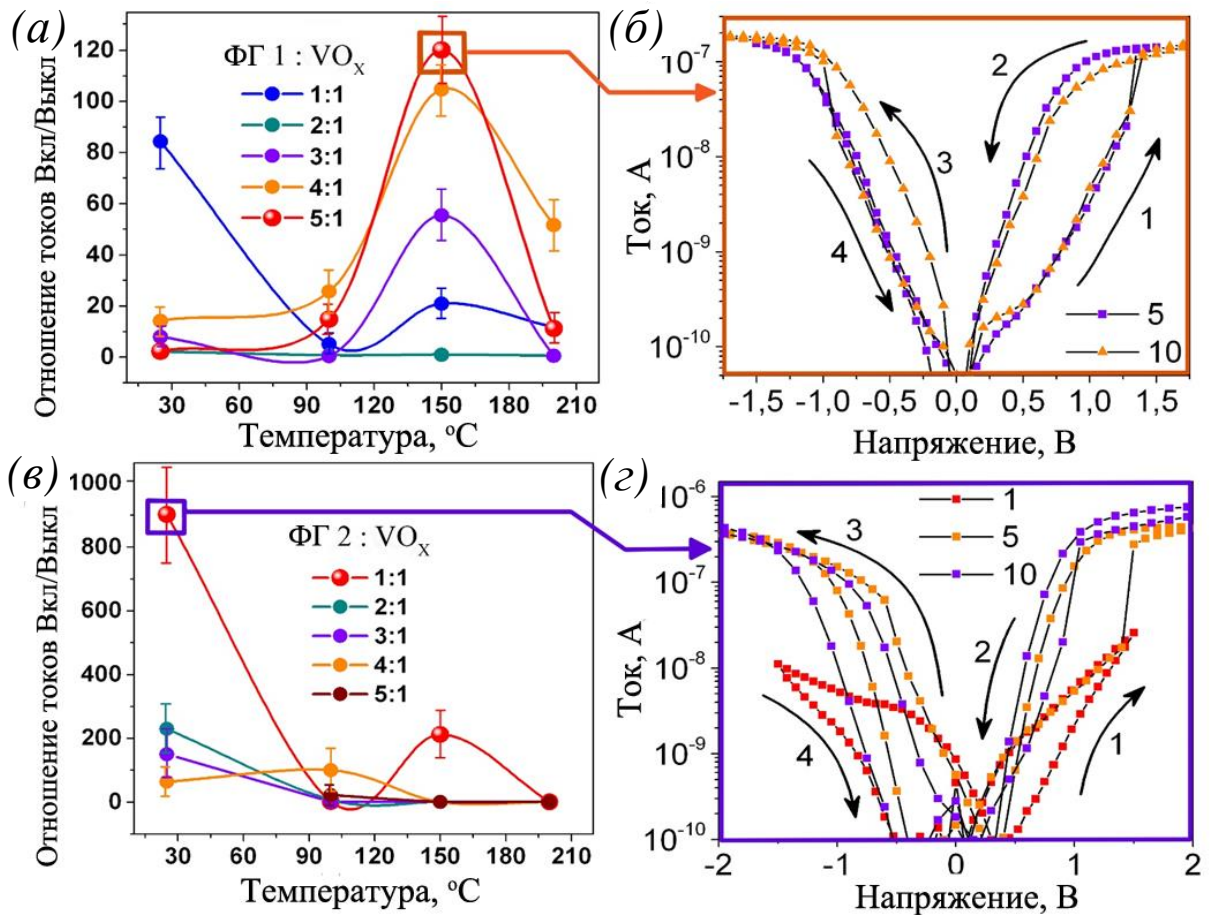 (а)
Отношение токов Вкл/Выкл
120
100
80
60
40
20
0
ФГ 1 : VOX
1:1
2:1
3:1
4:1
5:1
30 60 90 120 150 180 210
Температура, °C
(б)
Ток, А
10⁻⁷
10⁻⁸
10⁻⁹
10⁻¹⁰
2
3
4
1
5
10
-1,5 -1,0 -0,5 0,0 0,5 1,0 1,5
Напряжение, В
(в)
Отношение токов Вкл/Выкл
1000
800
600
400
200
0
ФГ 2 : VOX
1:1
2:1
3:1
4:1
5:1
30 60 90 120 150 180 210
Температура, °C
(г)
Ток, А
10⁻⁶
10⁻⁷
10⁻⁸
10⁻⁹
10⁻¹⁰
1
5
10
3
2
4
1
-2 -1 0 1 2
Напряжение, В